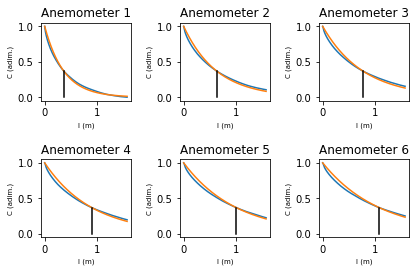 Anemometer 1
Anemometer 2
Anemometer 3
1.0
0.5
0.0
C (adim.)
0
1
l (m)
1.0
0.5
0.0
C (adim.)
0
1
l (m)
1.0
0.5
0.0
C (adim.)
0
1
l (m)
Anemometer 4
Anemometer 5
Anemometer 6
1.0
0.5
0.0
C (adim.)
0
1
l (m)
1.0
0.5
0.0
C (adim.)
0
1
l (m)
1.0
0.5
0.0
C (adim.)
0
1
l (m)